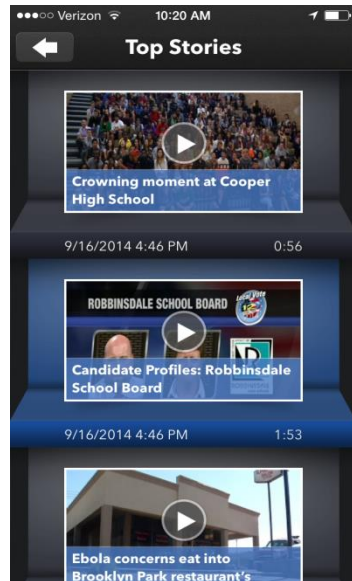 Verizon 10:20 AM
Top Stories
Crowning moment at Cooper
High School
9/16/2014 4:46 PM 0:56
ROBBINSDALE SCHOOL BOARD Local Vote
Candidate Profiles: Robbinsdale
School Board
9/16/2014 4:46 PM 1:53
Ebola concerns eat into
Brooklyn Park restaurant's